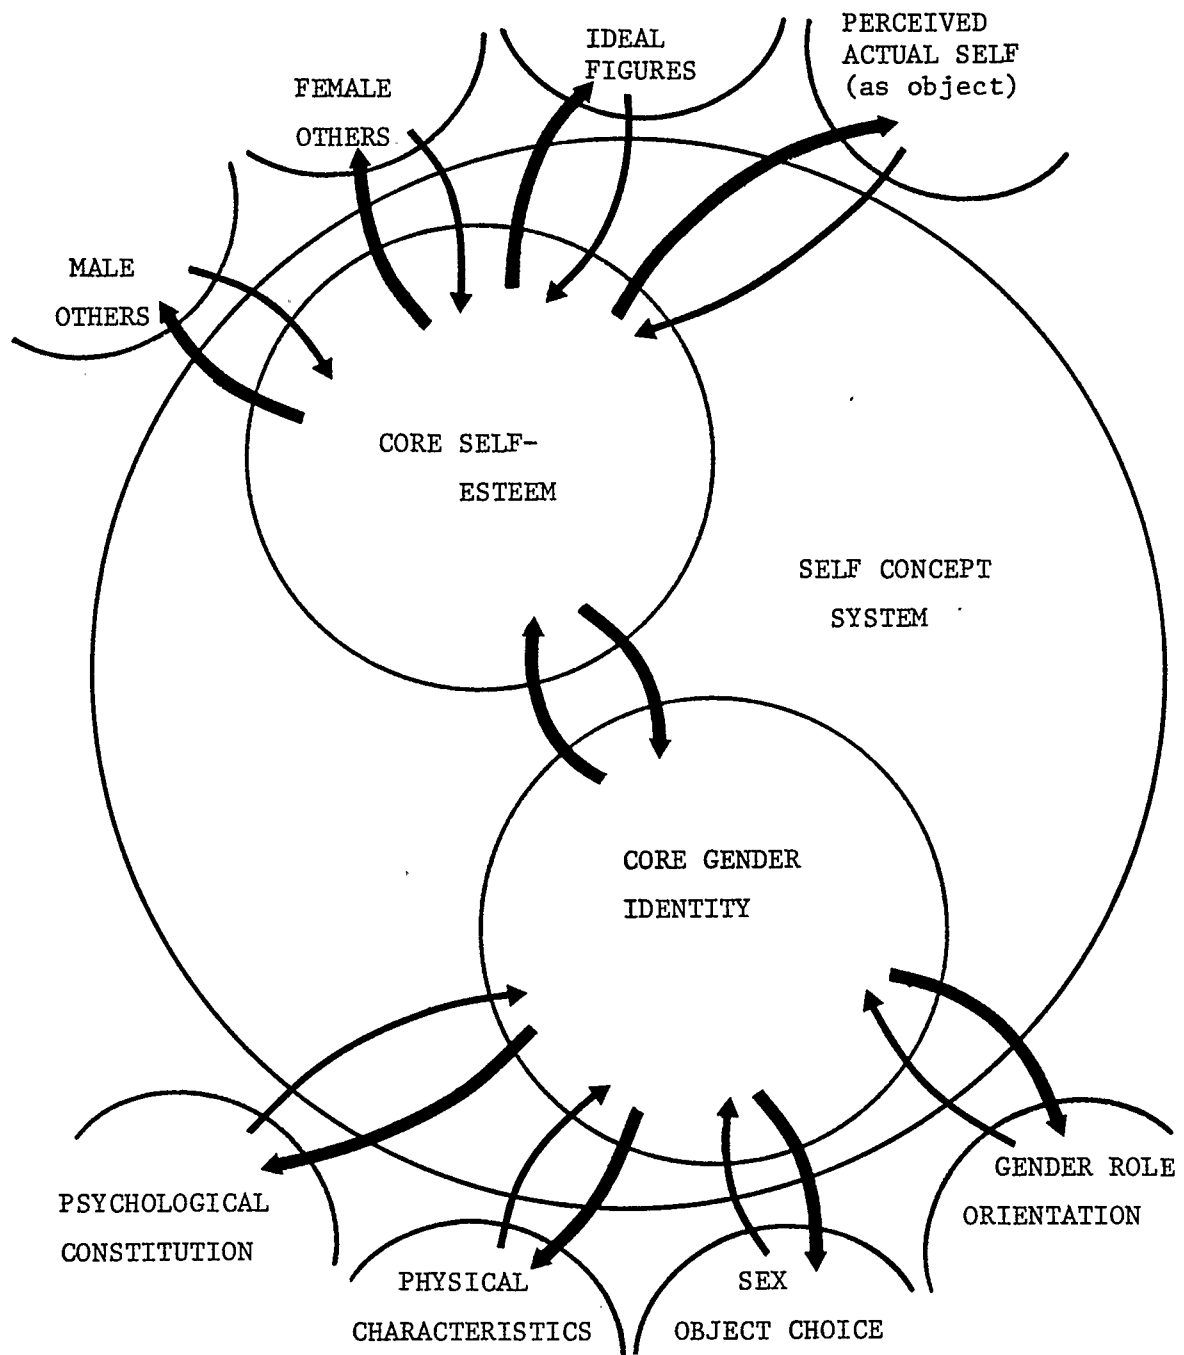 PERCEIVED
ACTUAL SELF
(as object)
IDEAL
FIGURES
FEMALE
OTHERS
MALE
OTHERS
CORE SELF-
ESTEEM
SELF CONCEPT
SYSTEM
CORE GENDER
IDENTITY
GENDER ROLE
ORIENTATION
PSYCHOLOGICAL
CONSTITUTION
PHYSICAL
CHARACTERISTICS
SEX
OBJECT CHOICE